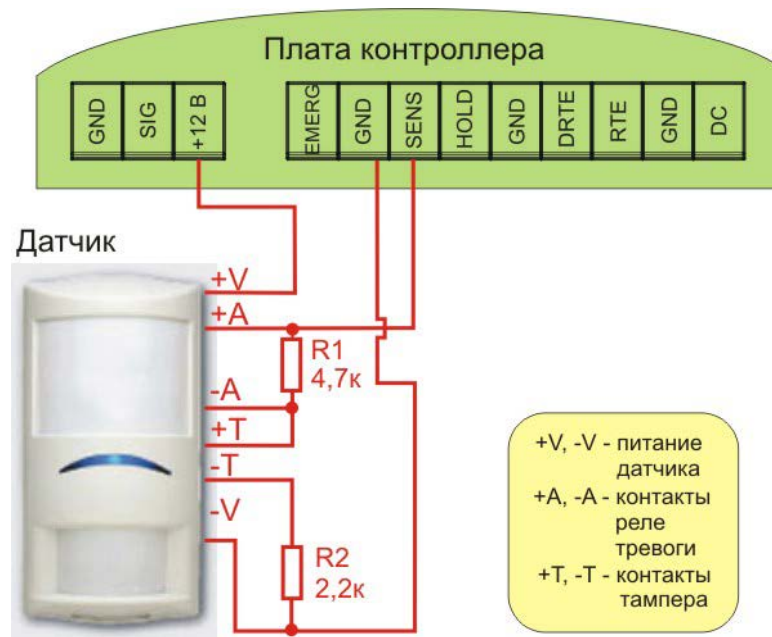 Плата контроллера
GND
SIG
+12 В
EMERG
GND
SENS
HOLD
GND
DRTE
RTE
GND
DC
Датчик
+V
+A
R1
4,7к
-A
+T
-T
-V
R2
2,2к
+V, -V - питание
датчика
+A, -A - контакты
реле
тревоги
+T, -T - контакты
тампера